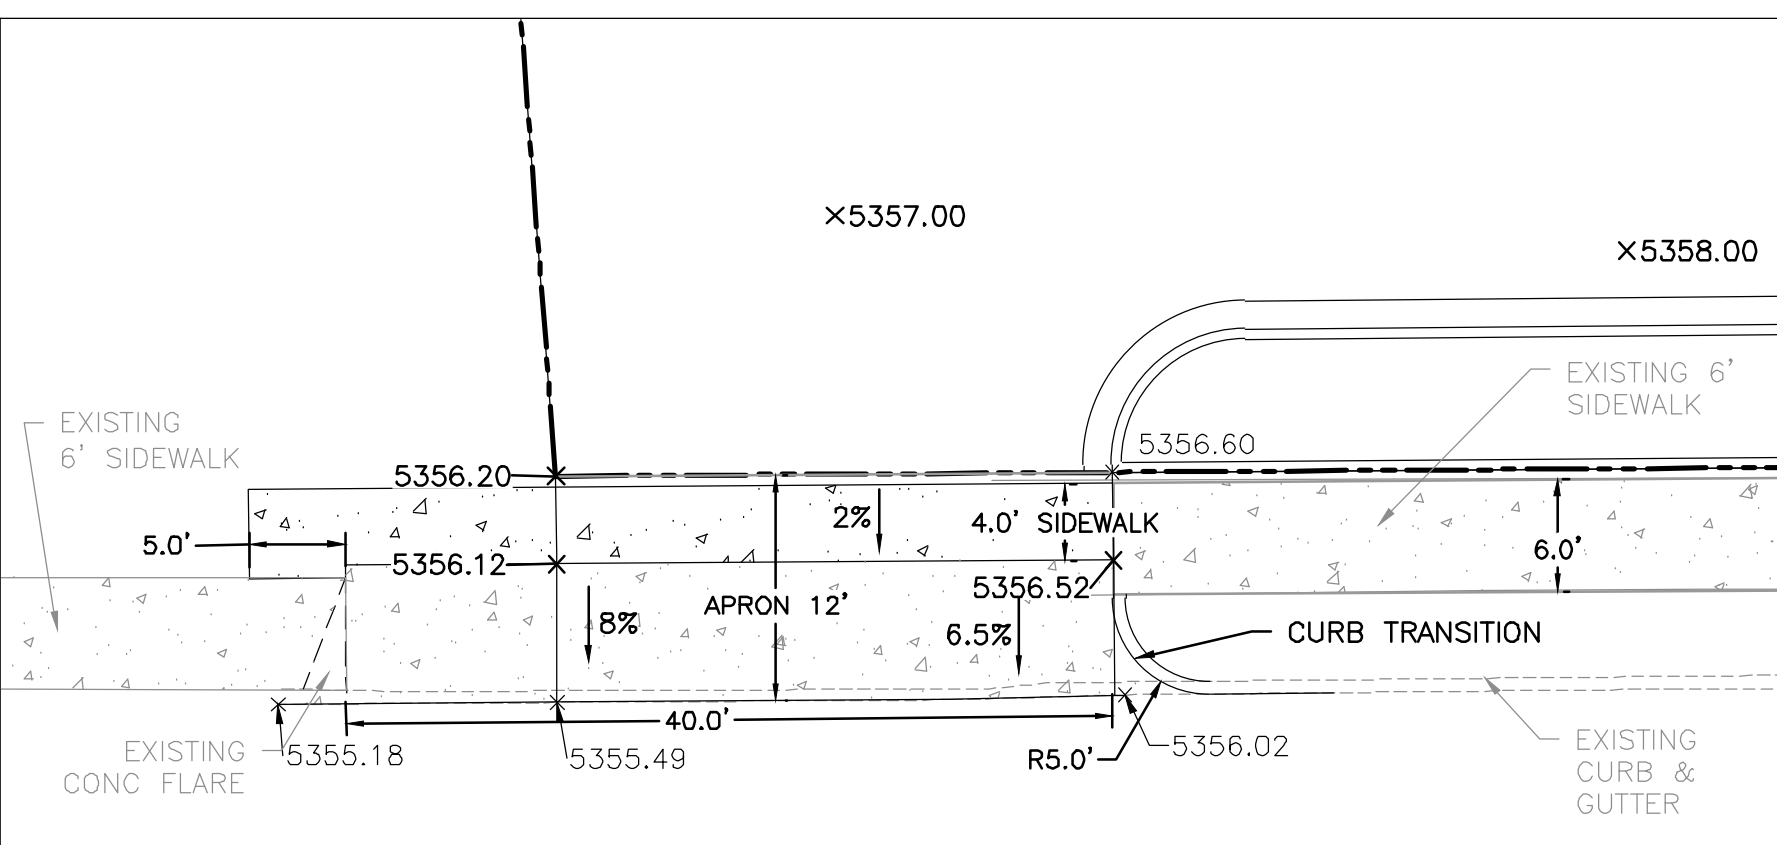 ×5357.00
×5358.00
EXISTING 6'
SIDEWALK
EXISTING
6' SIDEWALK
5356.60
5356.20
2%
4.0' SIDEWALK
5.0'
6.0'
5356.12
5356.52
APRON 12'
8%
6.5%
CURB TRANSITION
40.0'
5355.18
5355.49
R5.0'
5356.02
EXISTING
CONC FLARE
EXISTING
CURB &
GUTTER